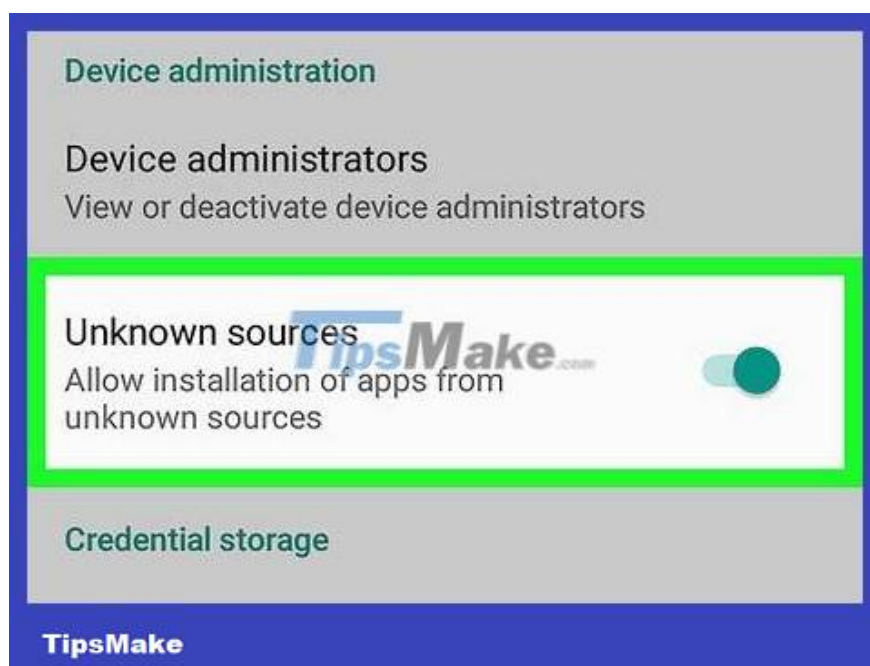 Device administration
Device administrators
View or deactivate device administrators
Unknown sources
TipsMake.com
Allow installation of apps from
unknown sources
Credential storage
TipsMake